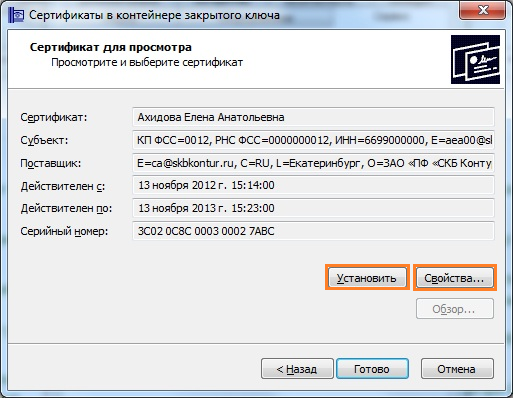 Сертификаты в контейнере закрытого ключа
Сертификат для просмотра
Просмотрите и выберите сертификат
Сертификат: Ахидова Елена Анатольевна
Субъект: КП ФСС=0012, РНС ФСС=0000000012, ИНН=6699000000, E=aea00@sk
Поставщик: E=ca@skbkontur.ru, C=RU, L=Екатеринбург, O=ЗАО «ПФ «СКБ Конту
Действителен с: 13 ноября 2012 г. 15:14:00
Действителен по: 13 ноября 2013 г. 15:23:00
Серийный номер: 3C02 0C8C 0003 0002 7ABC
Установить Свойства...
Обзор...
< Назад Готово Отмена